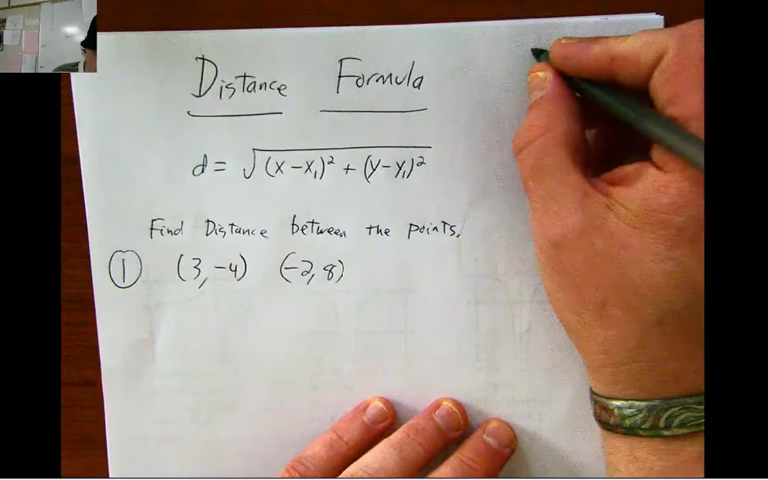 Distance Formula
d = √(x-x₁)² + (y-y₁)²
Find Distance between the points.
① (3,-4) (-2,8)